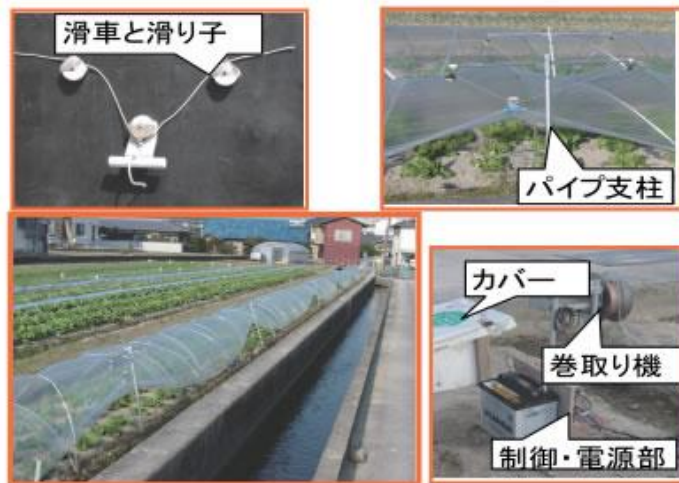 滑車と滑り子
パイプ支柱
カバー
巻取り機
制御・電源部